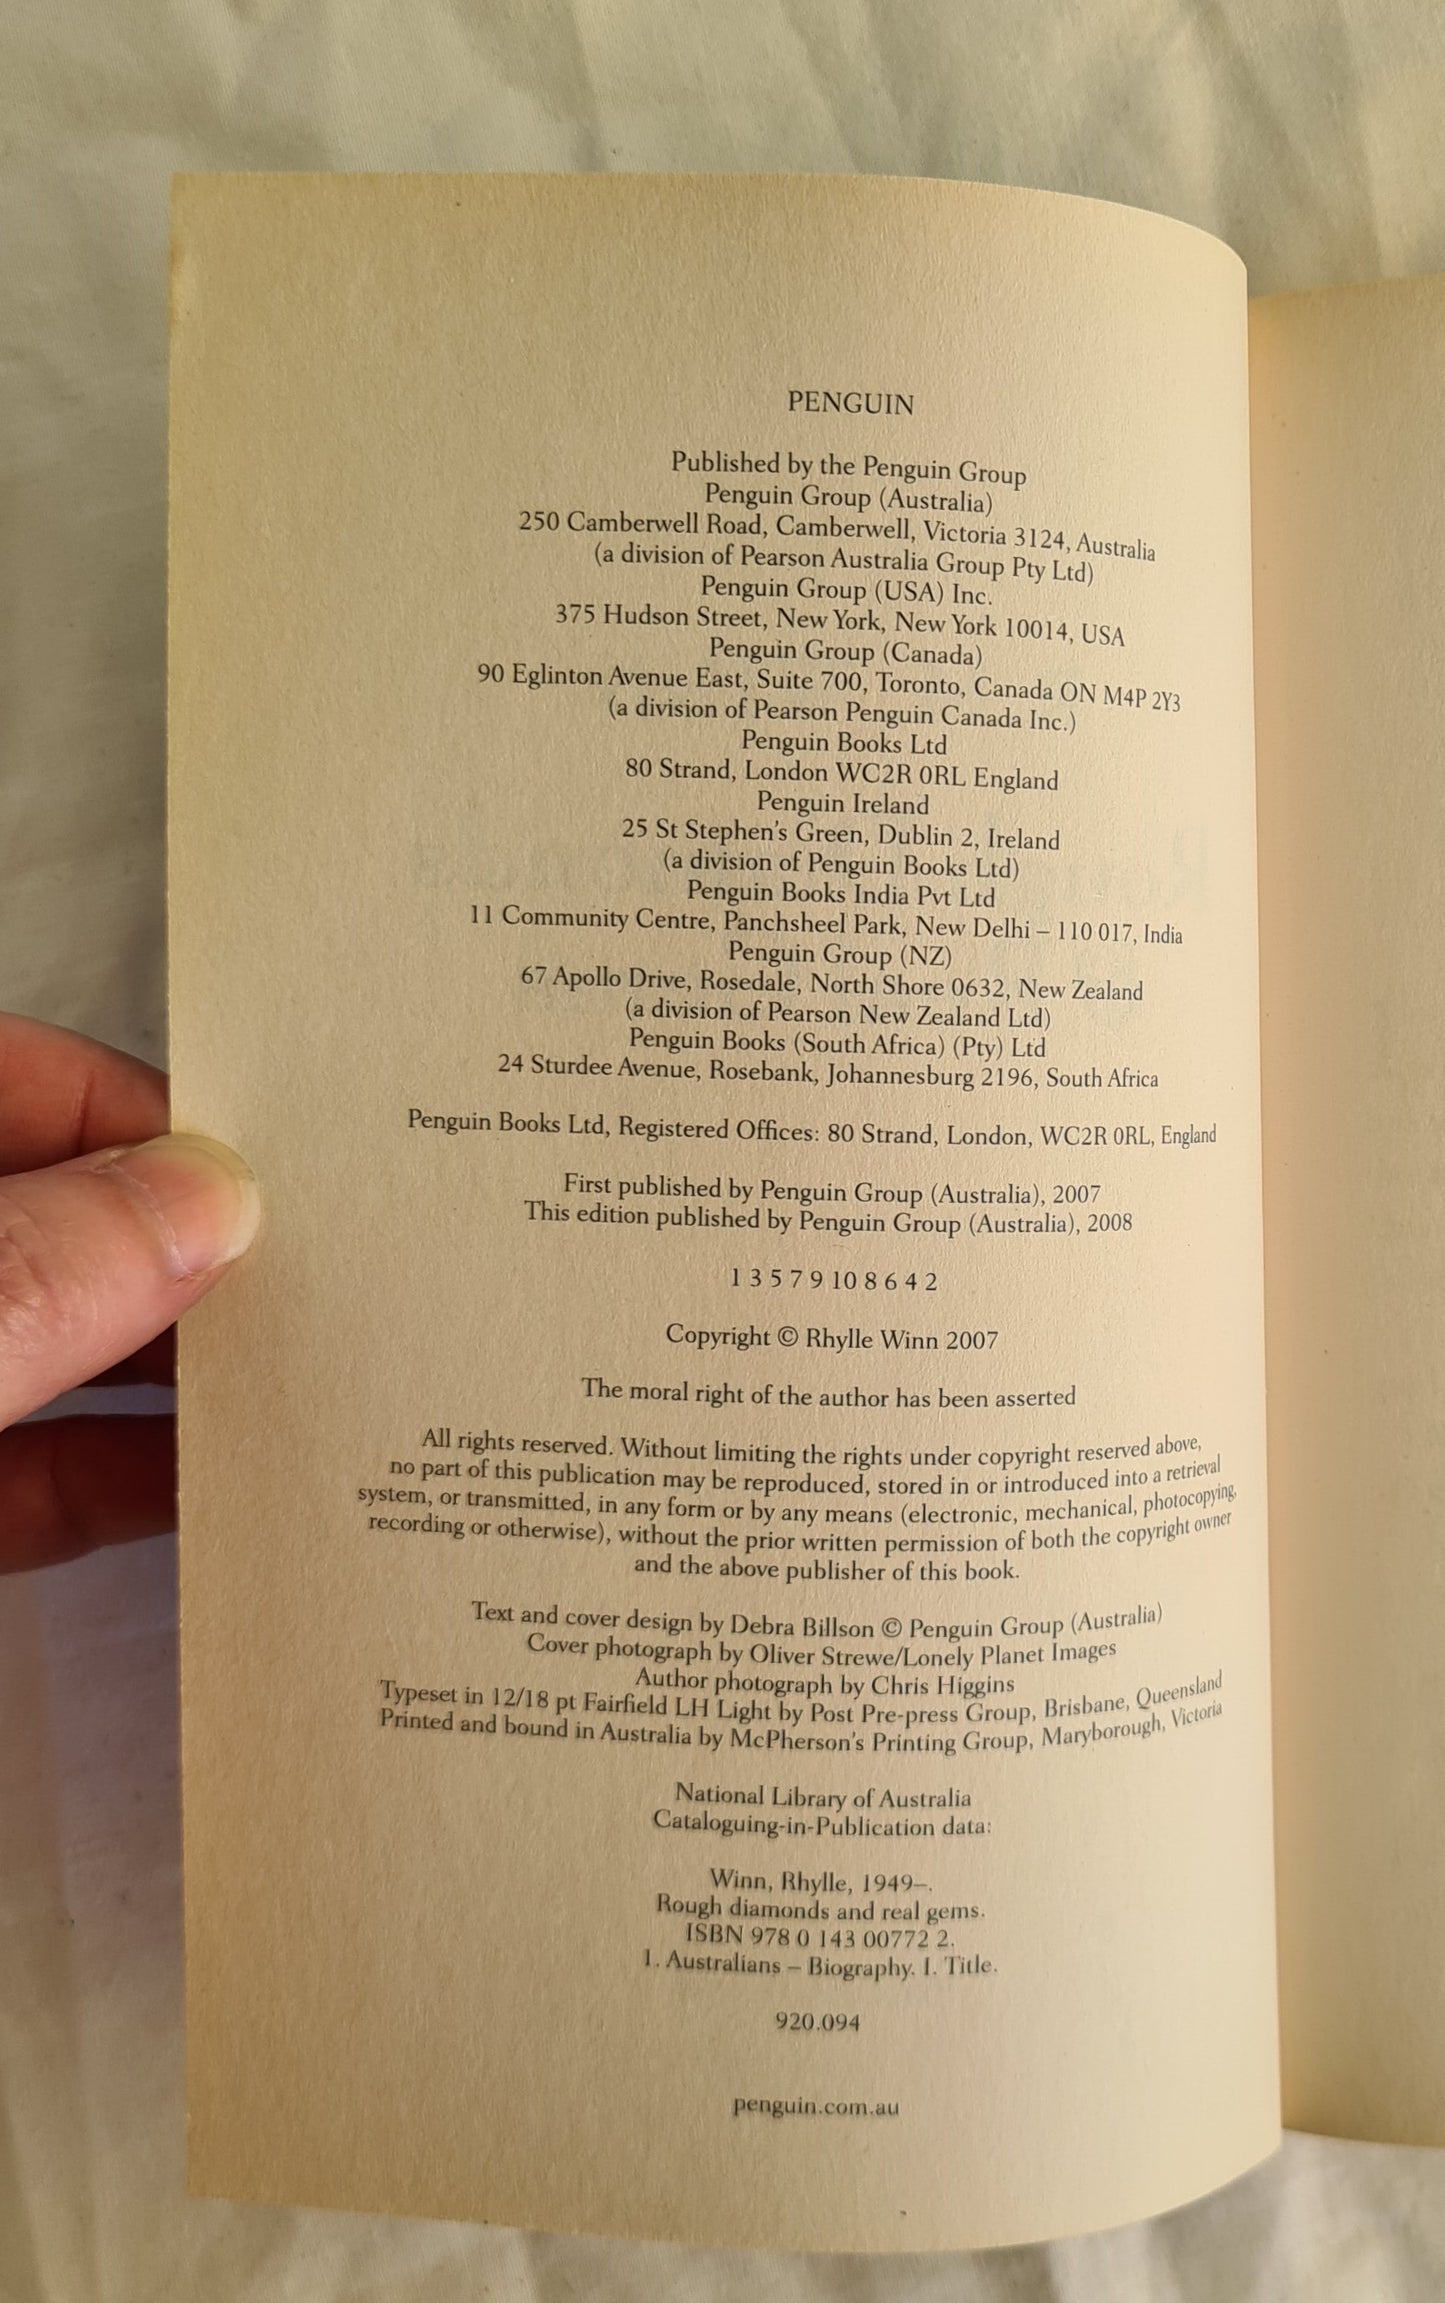 PENGUIN
Published by the Penguin Group
Penguin Group (Australia)
250 Camberwell Road, Camberwell, Victoria 3124, Australia
(a division of Pearson Australia Group Pty Ltd)
Penguin Group (USA) Inc.
375 Hudson Street, New York, New York 10014, USA
Penguin Group (Canada)
90 Eglinton Avenue East, Suite 700, Toronto, Canada ON M4P 2Y3
(a division of Pearson Penguin Canada Inc.)
Penguin Books Ltd
80 Strand, London WC2R 0RL England
Penguin Ireland
25 St Stephen's Green, Dublin 2, Ireland
(a division of Penguin Books Ltd)
Penguin Books India Pvt Ltd
11 Community Centre, Panchsheel Park, New Delhi – 110 017, India
Penguin Group (NZ)
67 Apollo Drive, Rosedale, North Shore 0632, New Zealand
(a division of Pearson New Zealand Ltd)
Penguin Books (South Africa) (Pty) Ltd
24 Sturdee Avenue, Rosebank, Johannesburg 2196, South Africa
Penguin Books Ltd, Registered Offices: 80 Strand, London, WC2R 0RL, England
First published by Penguin Group (Australia), 2007
This edition published by Penguin Group (Australia), 2008
1 3 5 7 9 10 8 6 4 2
Copyright © Rhylle Winn 2007
The moral right of the author has been asserted
All rights reserved. Without limiting the rights under copyright reserved above,
no part of this publication may be reproduced, stored in or introduced into a retrieval
system, or transmitted, in any form or by any means (electronic, mechanical, photocopying,
recording or otherwise), without the prior written permission of both the copyright owner
and the above publisher of this book.
Text and cover design by Debra Billson © Penguin Group (Australia)
Cover photograph by Oliver Strewe/Lonely Planet Images
Author photograph by Chris Higgins
Typeset in 12/18 pt Fairfield LH Light by Post Pre-press Group, Brisbane, Queensland
Printed and bound in Australia by McPherson's Printing Group, Maryborough, Victoria
National Library of Australia
Cataloguing-in-Publication data:
Winn, Rhylle, 1949–.
Rough diamonds and real gems.
ISBN 978 0 143 00772 2.
1. Australians – Biography. I. Title.
920.094
penguin.com.au